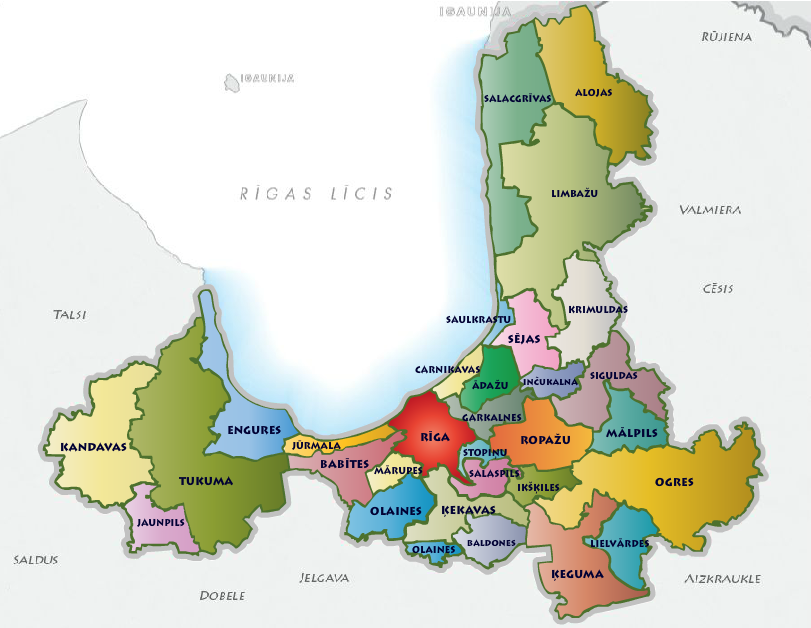 IGAUNIJA
RŪJIENA
IGAUNIJA
ALOJAS
SALACGRĪVAS
RĪGAS LĪCIS
LIMBAŽU
VALMIERA
CĒSIS
TALSI
KRIMULDAS
SAULKRASTU
SĒJAS
CARNIKAVAS
ĀDAŽU
INČUKALNA
SIGULDAS
GARKALNES
ENGURES
JŪRMALA
RĪGA
ROPAŽU
MĀLPILS
KANDAVAS
STOPIŅU
BABĪTES
MĀRUPES
SALASPILS
TUKUMA
IKŠĶILES
OGRES
OLAINES
ĶEKAVAS
JAUNPILS
BALDONES
LIELVĀRDES
OLAINES
SALDUS
ĶEGUMA
JELGAVA
AIZKRAUKLE
DOBELE